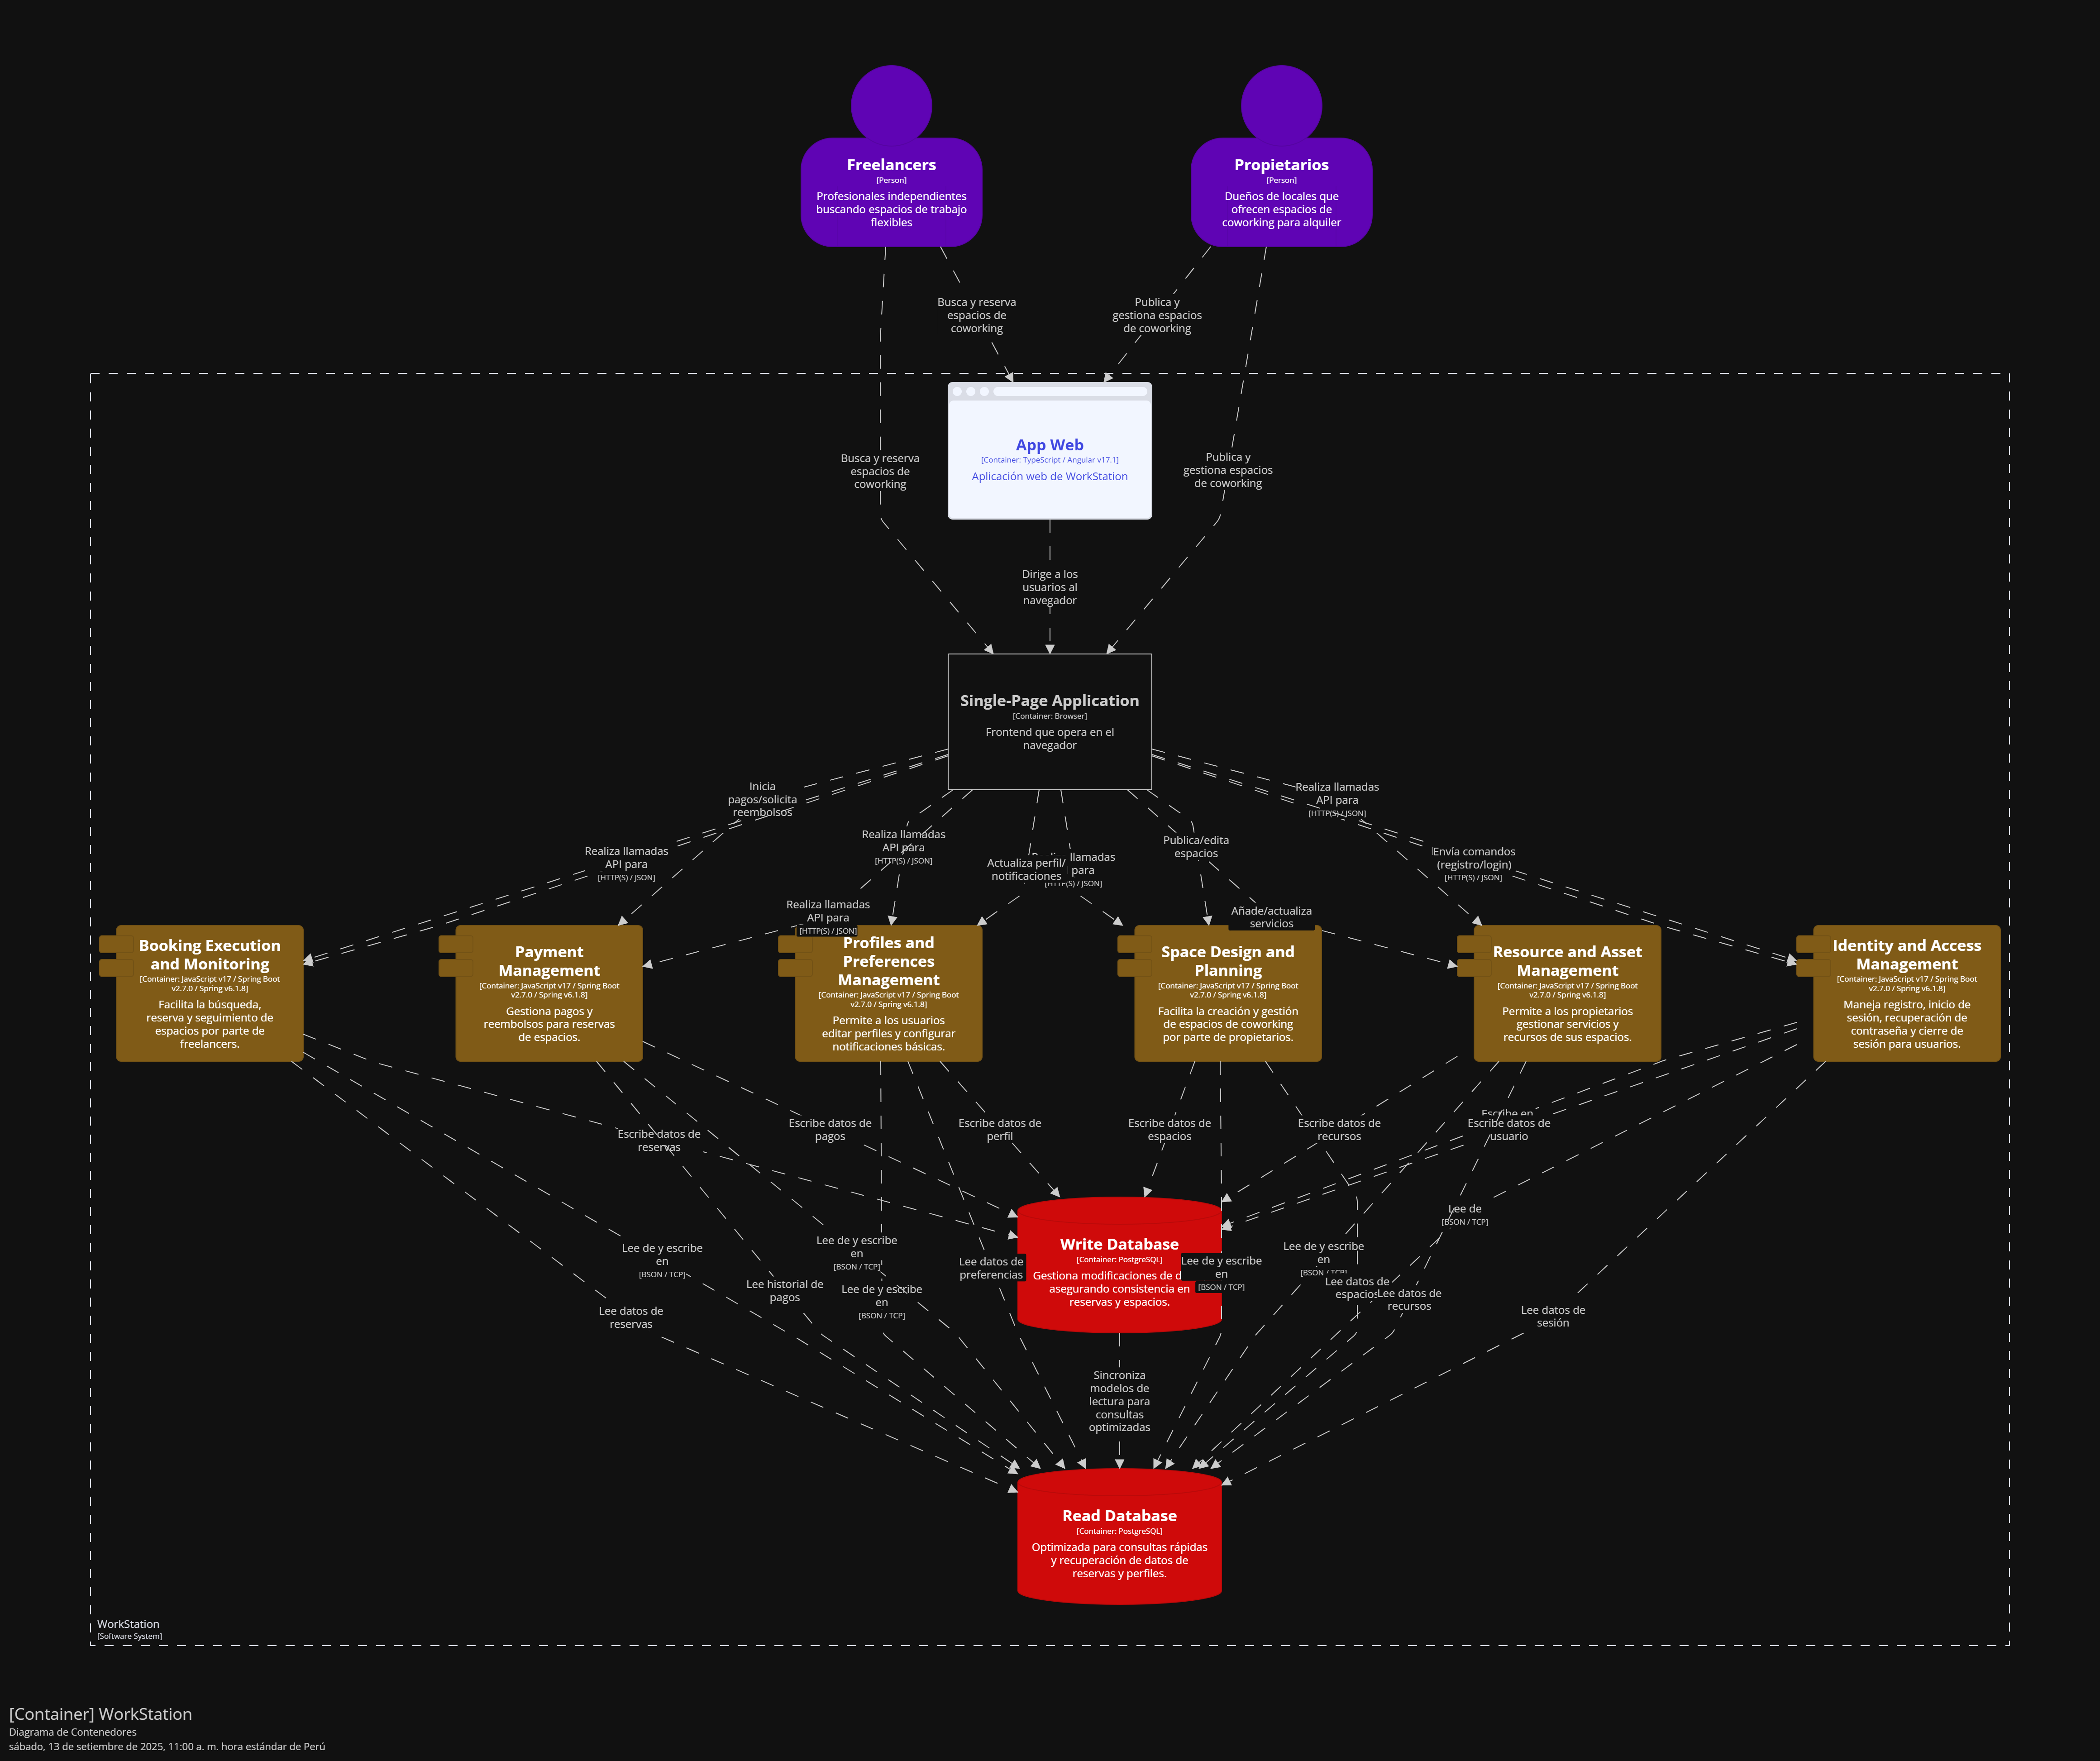 Freelancers
[Person]
Profesionales independientes
buscando espacios de trabajo
flexibles
Propietarios
[Person]
Dueños de locales que
ofrecen espacios de
coworking para alquiler
Busca y reserva
espacios de
coworking
Publica y
gestiona espacios
de coworking
App Web
[Container: TypeScript / Angular v17.1]
Aplicación web de WorkStation
Busca y reserva
espacios de
coworking
Publica y
gestiona espacios
de coworking
Dirige a los
usuarios al
navegador
Single-Page Application
[Container: Browser]
Frontend que opera en el
navegador
Inicia
pagos/solicita
reembolsos
Realiza llamadas
API para
[HTTP(S) / JSON]
Realiza llamadas
API para
[HTTP(S) / JSON]
Realiza llamadas
API para
[HTTP(S) / JSON]
Actualiza perfil/
notificaciones
llamadas
para
[HTTP(S) / JSON]
Publica/edita
espacios
Añade/actualiza
servicios
Realiza llamadas
API para
[HTTP(S) / JSON]
Envía comandos
(registro/login)
[HTTP(S) / JSON]
Booking Execution
and Monitoring
[Container: JavaScript v17 / Spring Boot
v2.7.0 / Spring v6.1.8]
Facilita la búsqueda,
reserva y seguimiento de
espacios por parte de
freelancers.
Payment
Management
[Container: JavaScript v17 / Spring Boot
v2.7.0 / Spring v6.1.8]
Gestiona pagos y
reembolsos para reservas
de espacios.
Profiles and
Preferences
Management
[Container: JavaScript v17 / Spring Boot
v2.7.0 / Spring v6.1.8]
Permite a los usuarios
editar perfiles y configurar
notificaciones básicas.
Space Design and
Planning
[Container: JavaScript v17 / Spring Boot
v2.7.0 / Spring v6.1.8]
Facilita la creación y gestión
de espacios de coworking
por parte de propietarios.
Resource and Asset
Management
[Container: JavaScript v17 / Spring Boot
v2.7.0 / Spring v6.1.8]
Permite a los propietarios
gestionar servicios y
recursos de sus espacios.
Identity and Access
Management
[Container: JavaScript v17 / Spring Boot
v2.7.0 / Spring v6.1.8]
Maneja registro, inicio de
sesión, recuperación de
contraseña y cierre de
sesión para usuarios.
Escribe datos de
reservas
Escribe datos de
pagos
Escribe datos de
perfil
Escribe datos de
espacios
Escribe datos de
recursos
Escribe en
Escribe datos de
usuario
Write Database
[Container: PostgreSQL]
Gestiona modificaciones de
asegurando consistencia en
reservas y espacios.
Lee de y escribe
en
[BSON / TCP]
Lee datos de
reservas
Lee historial de
pagos
Lee de y escribe
en
[BSON / TCP]
Lee de y escribe
en
[BSON / TCP]
Lee datos de
preferencias
Lee de y escribe
en
[BSON / TCP]
Lee de y escribe
en
[BSON / TCP]
Lee datos de
espacios
Lee datos de
recursos
Lee de
[BSON / TCP]
Lee datos de
sesión
Sincroniza
modelos de
lectura para
consultas
optimizadas
Read Database
[Container: PostgreSQL]
Optimizada para consultas rápidas
y recuperación de datos de
reservas y perfiles.
WorkStation
[Software System]
[Container] WorkStation
Diagrama de Contenedores
sábado, 13 de setiembre de 2025, 11:00 a. m. hora estándar de Perú